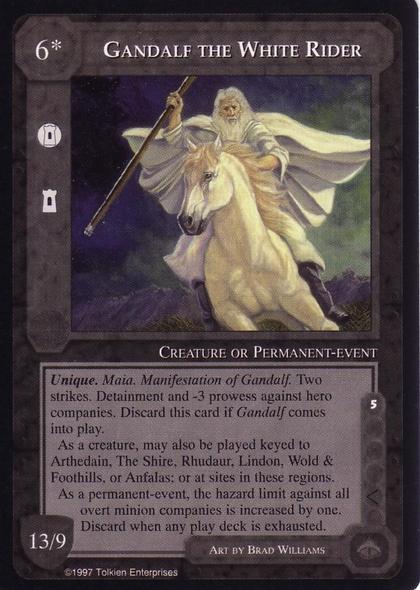 6*
GANDALF THE WHITE RIDER
CREATURE OR PERMANENT-EVENT
Unique. Maia. Manifestation of Gandalf. Two
strikes. Detainment and -3 prowess against hero
companies. Discard this card if Gandalf comes
into play.
As a creature, may also be played keyed to
Arthedain, The Shire, Rhudaur, Lindon, Wold &
Foothills, or Anfalas; or at sites in these regions.
As a permanent-event, the hazard limit against all
overt minion companies is increased by one.
Discard when any play deck is exhausted.
5
13/9
ART BY BRAD WILLIAMS
©1997 Tolkien Enterprises